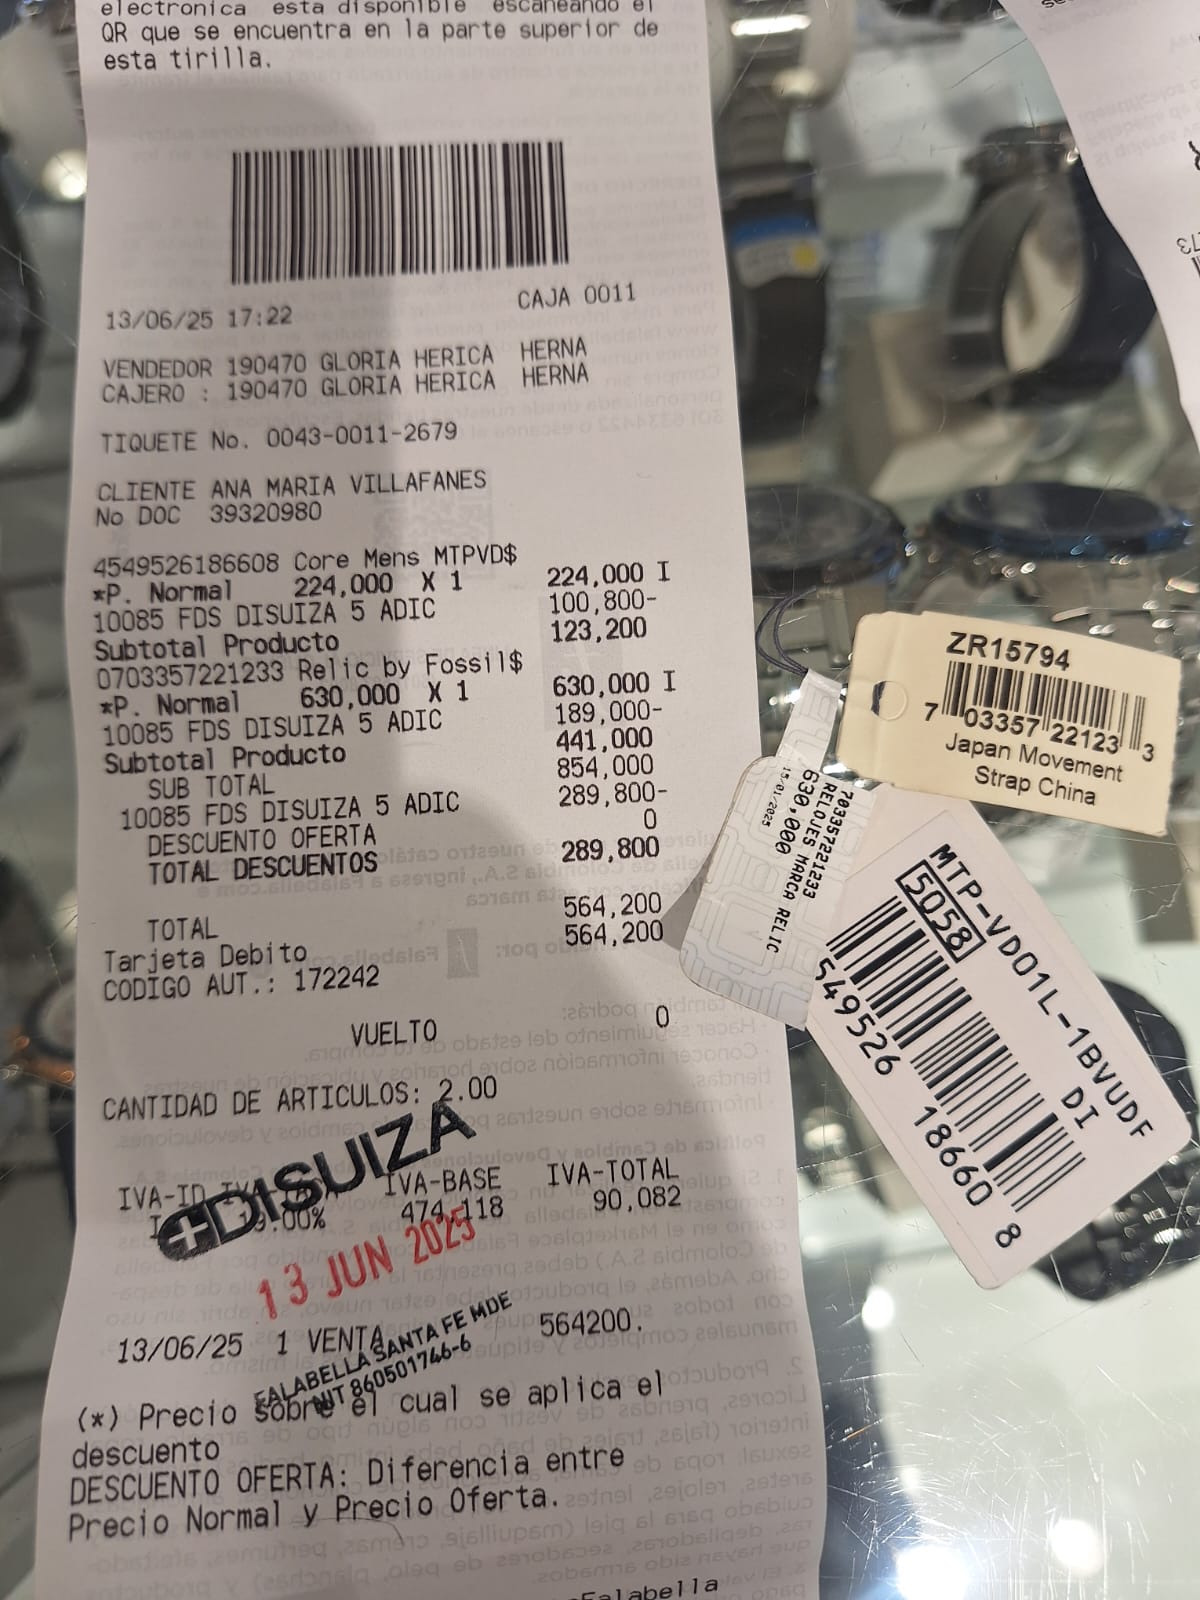 electronica esta disponible escaneando el
QR que se encuentra en la parte superior de
esta tirilla.
13/06/25 17:22 CAJA 0011
VENDEDOR 190470 GLORIA HERICA HERNA
CAJERO : 190470 GLORIA HERICA HERNA
TIQUETE No. 0043-0011-2679
CLIENTE ANA MARIA VILLAFANES
No DOC 39320980
4549526186608 Core Mens MTPVD$
*P. Normal 224,000 X 1 224,000 I
10085 FDS DISUIZA 5 ADIC 100,800-
Subtotal Producto 123,200
0703357221233 Relic by Fossil$
*P. Normal 630,000 X 1 630,000 I
10085 FDS DISUIZA 5 ADIC 189,000-
Subtotal Producto 441,000
SUB TOTAL 854,000
10085 FDS DISUIZA 5 ADIC 289,800-
DESCUENTO OFERTA 0
TOTAL DESCUENTOS 289,800
TOTAL 564,200
Tarjeta Debito 564,200
CODIGO AUT.: 172242
VUELTO 0
CANTIDAD DE ARTICULOS: 2.00
DISUIZA
IVA-ID IVA-BASE IVA-TOTAL
I 19.00% 474,118 90,082
13 JUN 2025
13/06/25 1 VENTA 564200.
FALABELLA SANTA FE MDE
NIT 860501746-6
(*) Precio sobre el cual se aplica el
descuento
DESCUENTO OFERTA: Diferencia entre
Precio Normal y Precio Oferta.
Falabella
ZR15794
7 03357 22123 3
Japan Movement
Strap China
703357221233
RELOJES MARCA RELIC
630,000
15/01/2025
MTP-VD01L-1BVUDF
5058 DI
549526 18660 8